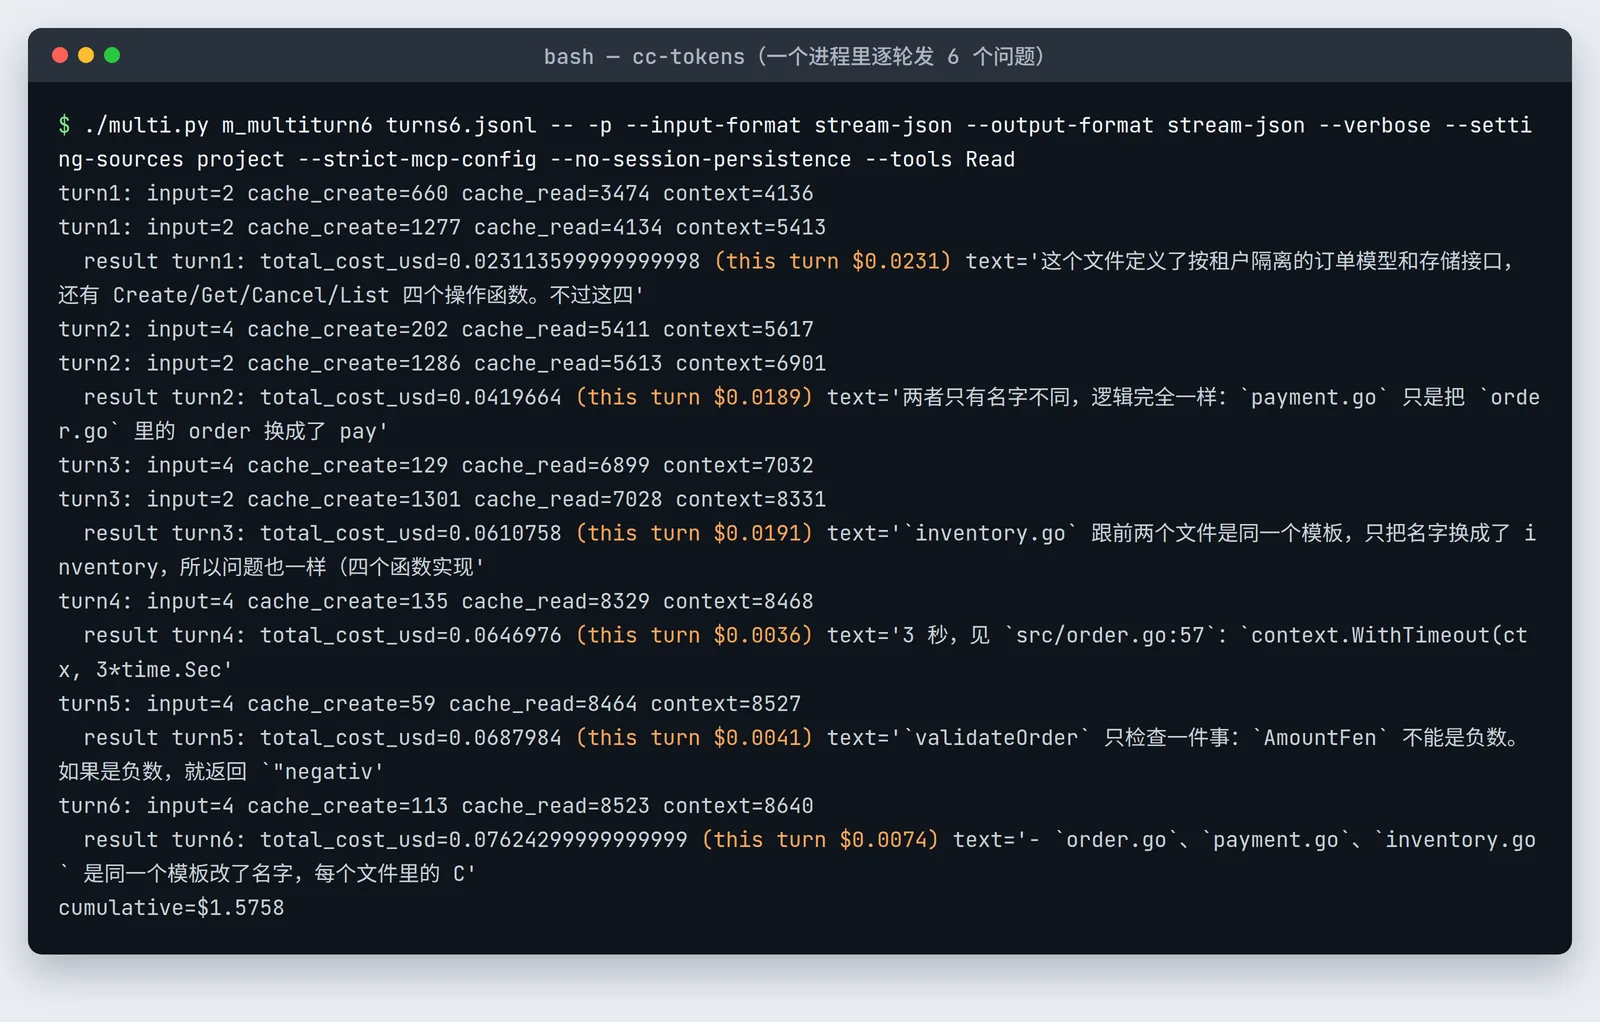 bash — cc-tokens（一个进程里逐轮发 6 个问题）
$ ./multi.py m_multiturn6 turns6.jsonl -- -p --input-format stream-json --output-format stream-json --verbose --setti
ng-sources project --strict-mcp-config --no-session-persistence --tools Read
turn1: input=2 cache_create=660 cache_read=3474 context=4136
turn1: input=2 cache_create=1277 cache_read=4134 context=5413
  result turn1: total_cost_usd=0.023113599999999998 (this turn $0.0231) text='这个文件定义了按租户隔离的订单模型和存储接口，
还有 Create/Get/Cancel/List 四个操作函数。不过这四'
turn2: input=4 cache_create=202 cache_read=5411 context=5617
turn2: input=2 cache_create=1286 cache_read=5613 context=6901
  result turn2: total_cost_usd=0.0419664 (this turn $0.0189) text='两者只有名字不同，逻辑完全一样：`payment.go` 只是把 `orde
r.go` 里的 order 换成了 pay'
turn3: input=4 cache_create=129 cache_read=6899 context=7032
turn3: input=2 cache_create=1301 cache_read=7028 context=8331
  result turn3: total_cost_usd=0.0610758 (this turn $0.0191) text='`inventory.go` 跟前两个文件是同一个模板，只把名字换成了 i
nventory，所以问题也一样（四个函数实现'
turn4: input=4 cache_create=135 cache_read=8329 context=8468
  result turn4: total_cost_usd=0.0646976 (this turn $0.0036) text='3 秒，见 `src/order.go:57`：`context.WithTimeout(ct
x, 3*time.Sec'
turn5: input=4 cache_create=59 cache_read=8464 context=8527
  result turn5: total_cost_usd=0.0687984 (this turn $0.0041) text='`validateOrder` 只检查一件事：`AmountFen` 不能是负数。
如果是负数，就返回 `"negativ'
turn6: input=4 cache_create=113 cache_read=8523 context=8640
  result turn6: total_cost_usd=0.07624299999999999 (this turn $0.0074) text='- `order.go`、`payment.go`、`inventory.go
` 是同一个模板改了名字，每个文件里的 C'
cumulative=$1.5758